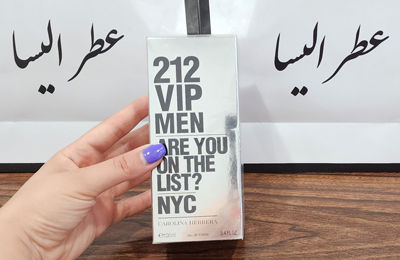 عطر الیسا
عطر الیسا
212
VIP
MEN
ARE YOU
ON THE
LIST?
NYC
CAROLINA HERRERA